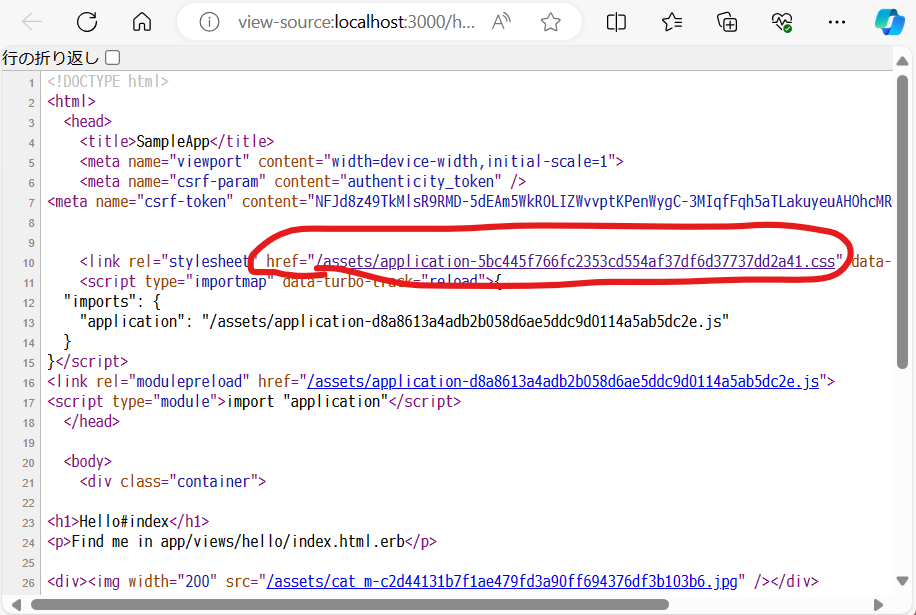 view-source:localhost:3000/h...
行の折り返し
1 <!DOCTYPE html>
2 <html>
3 <head>
4 <title>SampleApp</title>
5 <meta name="viewport" content="width=device-width,initial-scale=1">
6 <meta name="csrf-param" content="authenticity_token" />
7 <meta name="csrf-token" content="NFJd8z49TkMlsR9RMD-5dEAm5WkROLIZWvvptKPenWygC-3MIqfFqh5aTLakuyeuAHOhcMR
8
9
10 <link rel="stylesheet" href="/assets/application-5bc445f766fc2353cd554af37df6d37737dd2a41.css" data-
11 <script type="importmap" data-turbo-track="reload">{
12 "imports": {
13 "application": "/assets/application-d8a8613a4adb2b058d6ae5ddc9d0114a5ab5dc2e.js"
14 }
15 }</script>
16 <link rel="modulepreload" href="/assets/application-d8a8613a4adb2b058d6ae5ddc9d0114a5ab5dc2e.js">
17 <script type="module">import "application"</script>
18 </head>
19
20 <body>
21 <div class="container">
22
23 <h1>Hello#index</h1>
24 <p>Find me in app/views/hello/index.html.erb</p>
25
26 <div><img width="200" src="/assets/cat_m-c2d44131b7f1ae479fd3a90ff694376df3b103b6.jpg" /></div>